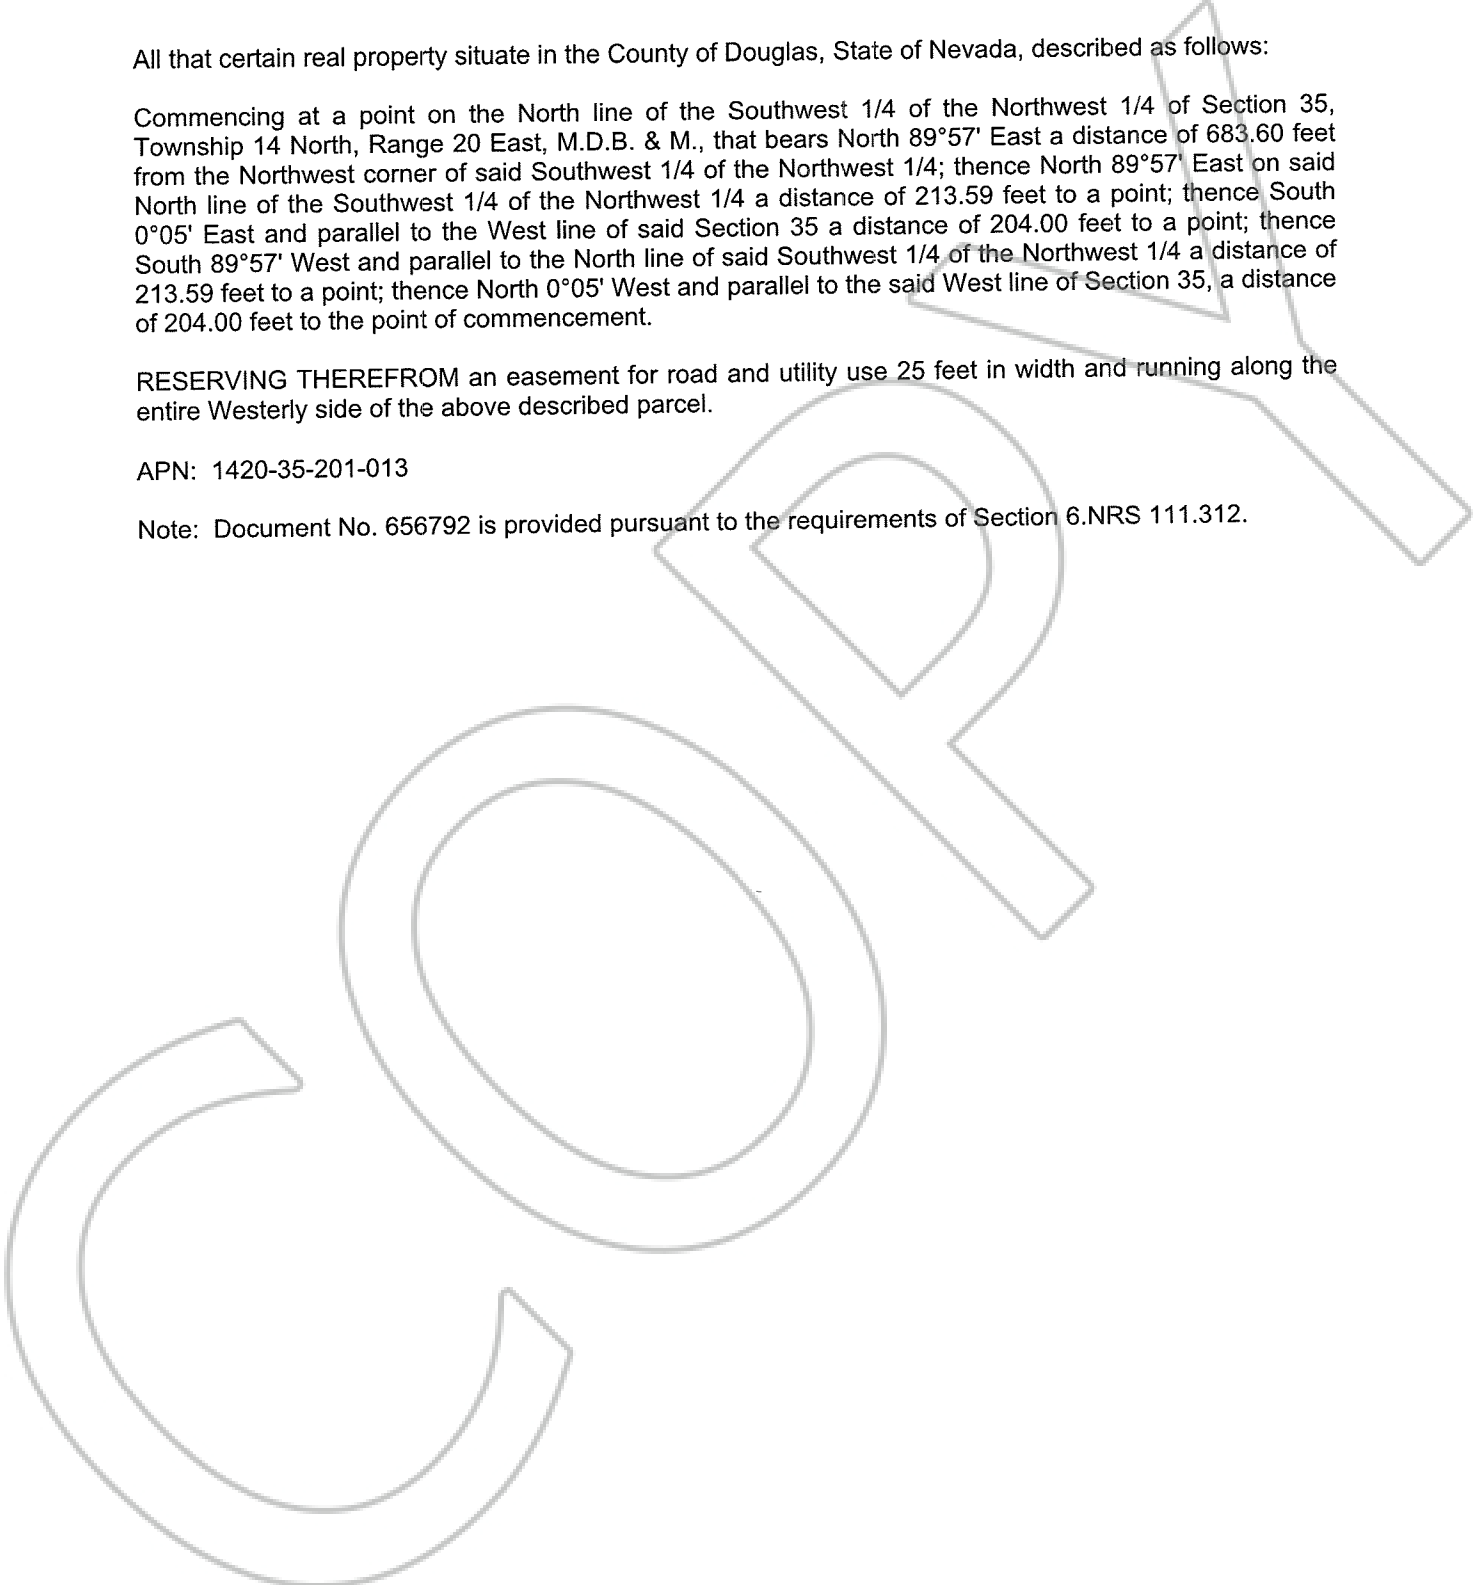 All that certain real property situate in the County of Douglas, State of Nevada, described as follows:
Commencing at a point on the North line of the Southwest 1/4 of the Northwest 1/4 of Section 35,
Township 14 North, Range 20 East, M.D.B. & M., that bears North 89°57' East a distance of 683.60 feet
from the Northwest corner of said Southwest 1/4 of the Northwest 1/4; thence North 89°57' East on said
North line of the Southwest 1/4 of the Northwest 1/4 a distance of 213.59 feet to a point; thence South
0°05' East and parallel to the West line of said Section 35 a distance of 204.00 feet to a point; thence
South 89°57' West and parallel to the North line of said Southwest 1/4 of the Northwest 1/4 a distance of
213.59 feet to a point; thence North 0°05' West and parallel to the said West line of Section 35, a distance
of 204.00 feet to the point of commencement.
RESERVING THEREFROM an easement for road and utility use 25 feet in width and running along the
entire Westerly side of the above described parcel.
APN: 1420-35-201-013
Note: Document No. 656792 is provided pursuant to the requirements of Section 6.NRS 111.312.
COPY